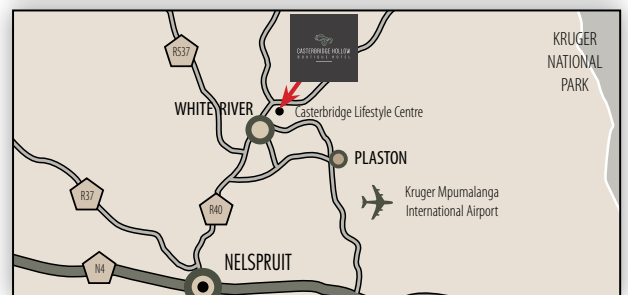 CASTERBRIDGE HOLLOW
BOUTIQUE HOTEL
KRUGER
NATIONAL
PARK
R537
WHITE RIVER
Casterbridge Lifestyle Centre
PLASTON
Kruger Mpumalanga
International Airport
R37
R40
NELSPRUIT
N4